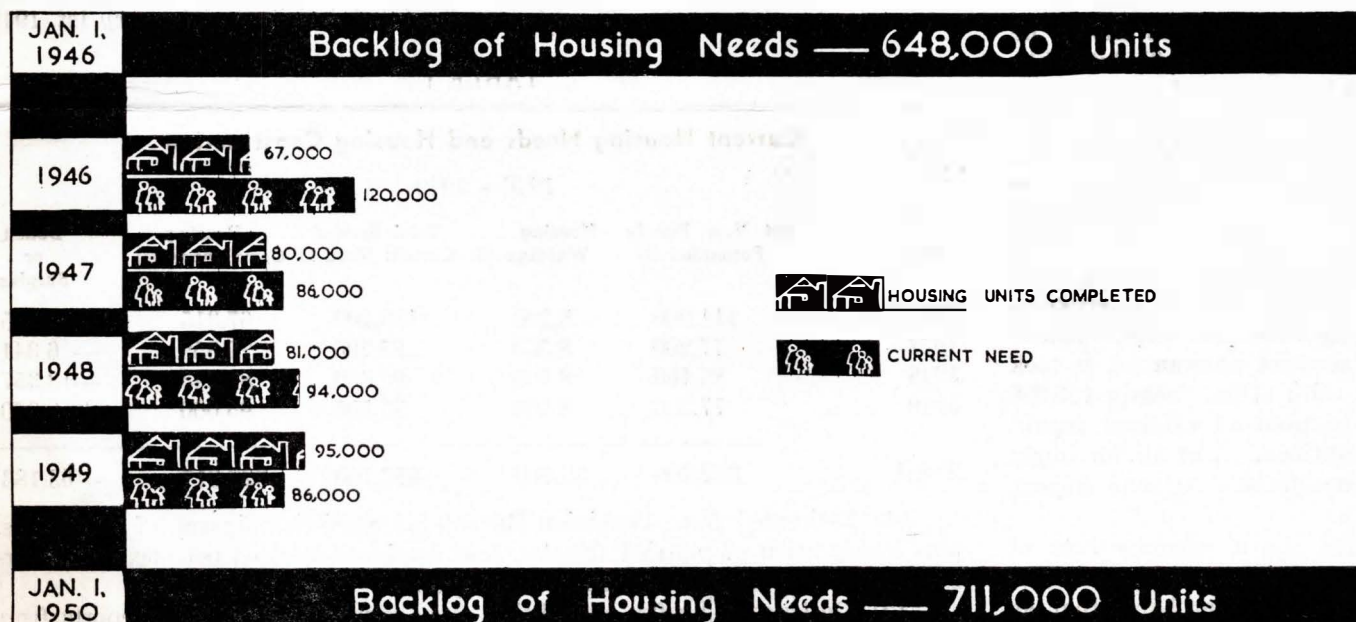 JAN. 1,
1946
Backlog of Housing Needs — 648,000 Units
1946
67,000
120,000
1947
80,000
86,000
1948
81,000
94,000
1949
95,000
86,000
HOUSING UNITS COMPLETED
CURRENT NEED
JAN. 1,
1950
Backlog of Housing Needs — 711,000 Units